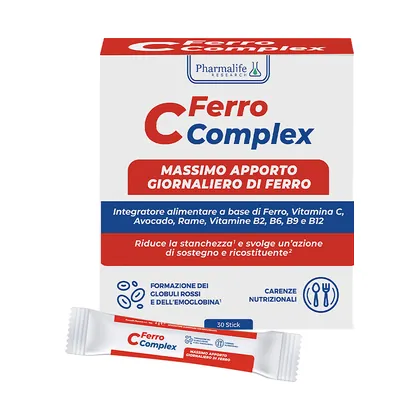 Pharmalife
RESEARCH
C Ferro
Complex
MASSIMO APPORTO
GIORNALIERO DI FERRO
Integratore alimentare a base di Ferro, Vitamina C,
Avocado, Rame, Vitamine B2, B6, B9 e B12
Riduce la stanchezza¹ e svolge un'azione
di sostegno e ricostituente²
FORMAZIONE DEI
GLOBULI ROSSI
E DELL'EMOGLOBINA¹
CARENZE
NUTRIZIONALI
30 Stick
C Ferro
Complex
MASSIMO APPORTO
GIORNALIERO DI FERRO